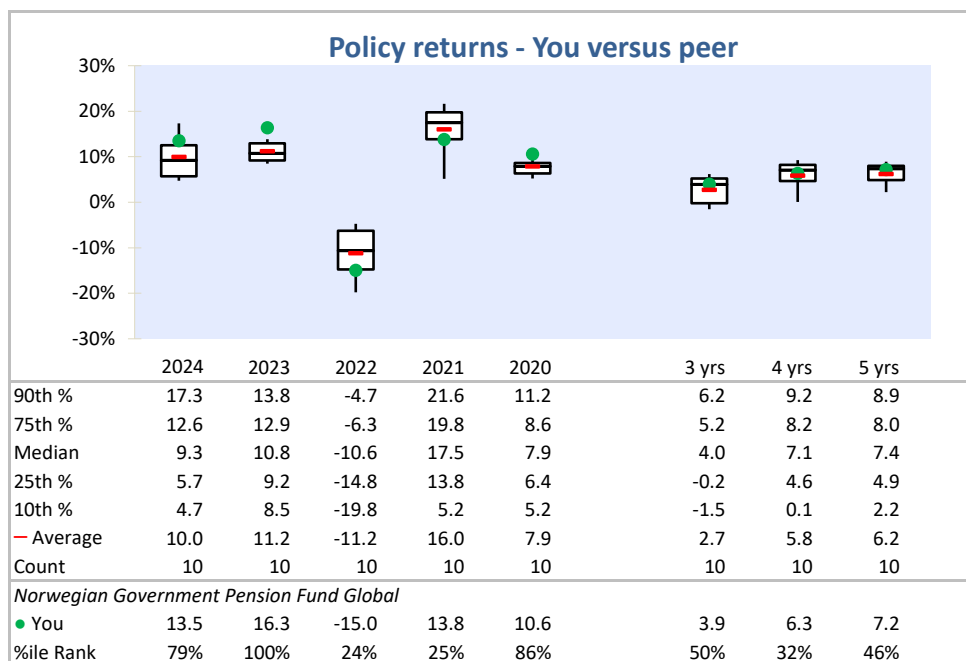 Policy returns - You versus peer
30%
20%
10%
0%
-10%
-20%
-30%
2024 2023 2022 2021 2020 3 yrs 4 yrs 5 yrs
90th % 17.3 13.8 -4.7 21.6 11.2 6.2 9.2 8.9
75th % 12.6 12.9 -6.3 19.8 8.6 5.2 8.2 8.0
Median 9.3 10.8 -10.6 17.5 7.9 4.0 7.1 7.4
25th % 5.7 9.2 -14.8 13.8 6.4 -0.2 4.6 4.9
10th % 4.7 8.5 -19.8 5.2 5.2 -1.5 0.1 2.2
Average 10.0 11.2 -11.2 16.0 7.9 2.7 5.8 6.2
Count 10 10 10 10 10 10 10 10
Norwegian Government Pension Fund Global
You 13.5 16.3 -15.0 13.8 10.6 3.9 6.3 7.2
%ile Rank 79% 100% 24% 25% 86% 50% 32% 46%